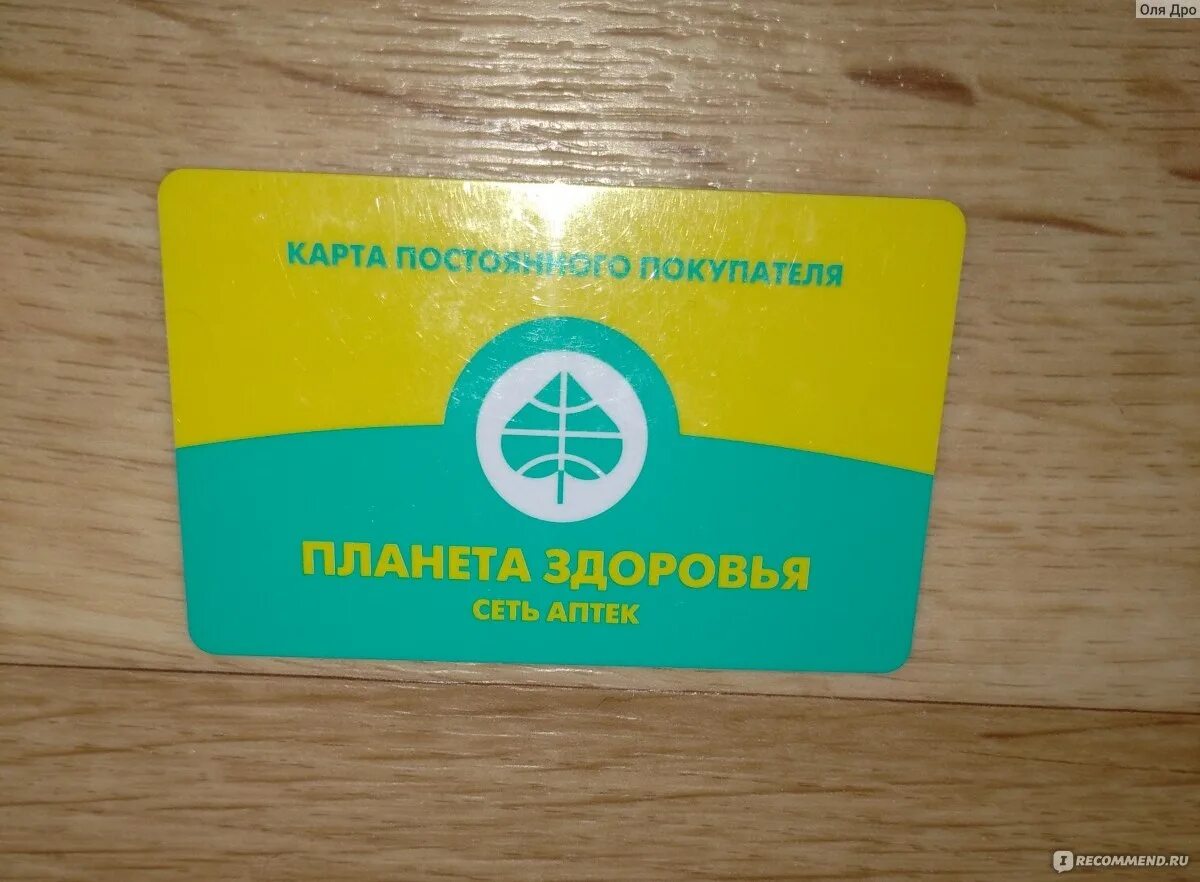 Оля Дро
КАРТА ПОСТОЯННОГО ПОКУПАТЕЛЯ
ПЛАНЕТА ЗДОРОВЬЯ
СЕТЬ АПТЕК
RECOMMEND.RU